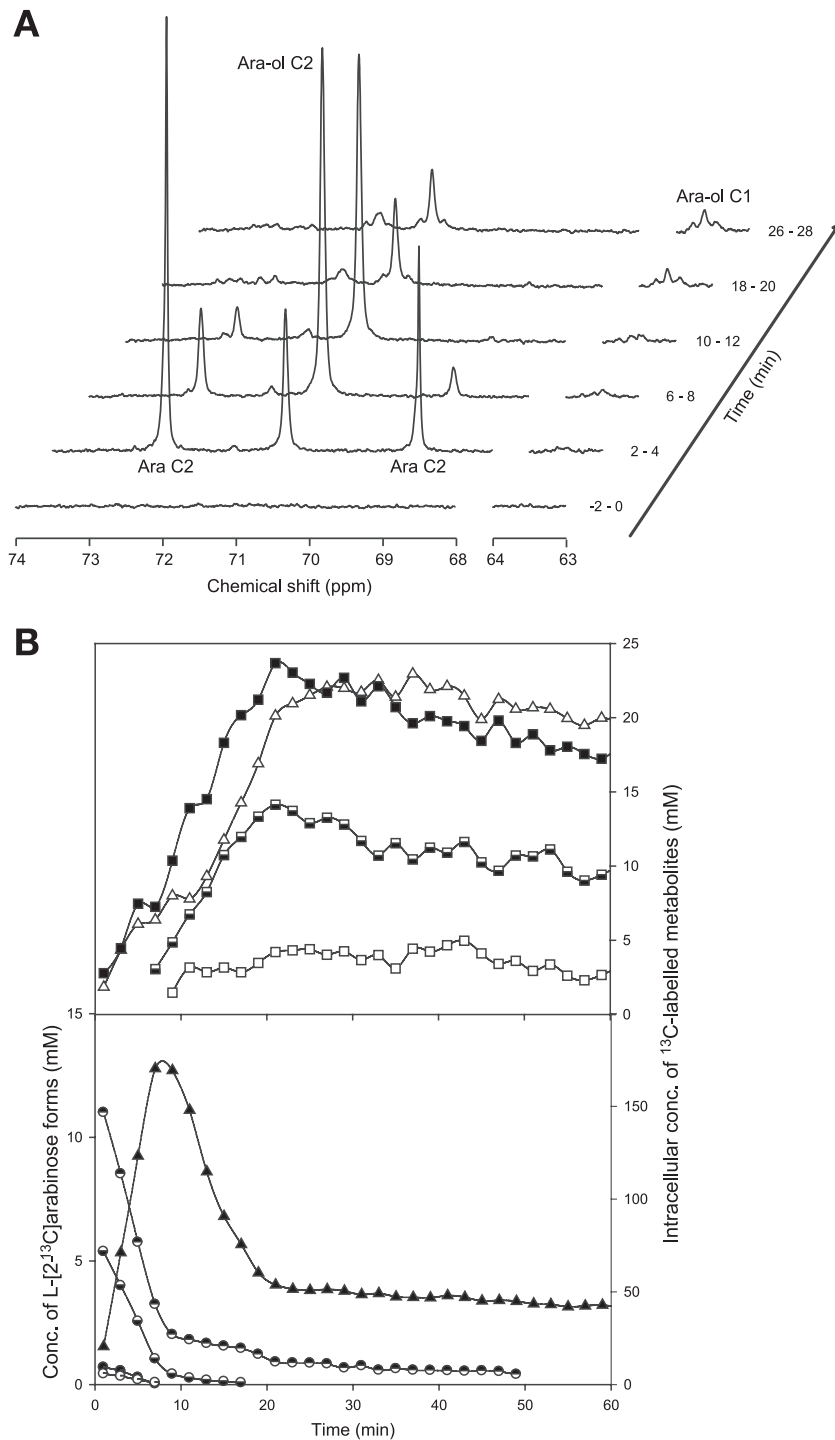 A
Ara-ol C2
Ara-ol C1
26 - 28
18 - 20
10 - 12
6 - 8
2 - 4
-2 - 0
Time (min)
Ara C2
Ara C2
74
73
72
71
70
69
68
64
63
Chemical shift (ppm)
B
25
20
15
10
5
0
Intracellular conc. of ¹³C-labelled metabolites (mM)
15
10
5
0
Conc. of L-[2-¹³C]arabinose forms (mM)
150
100
50
0
0
10
20
30
40
50
60
Time (min)